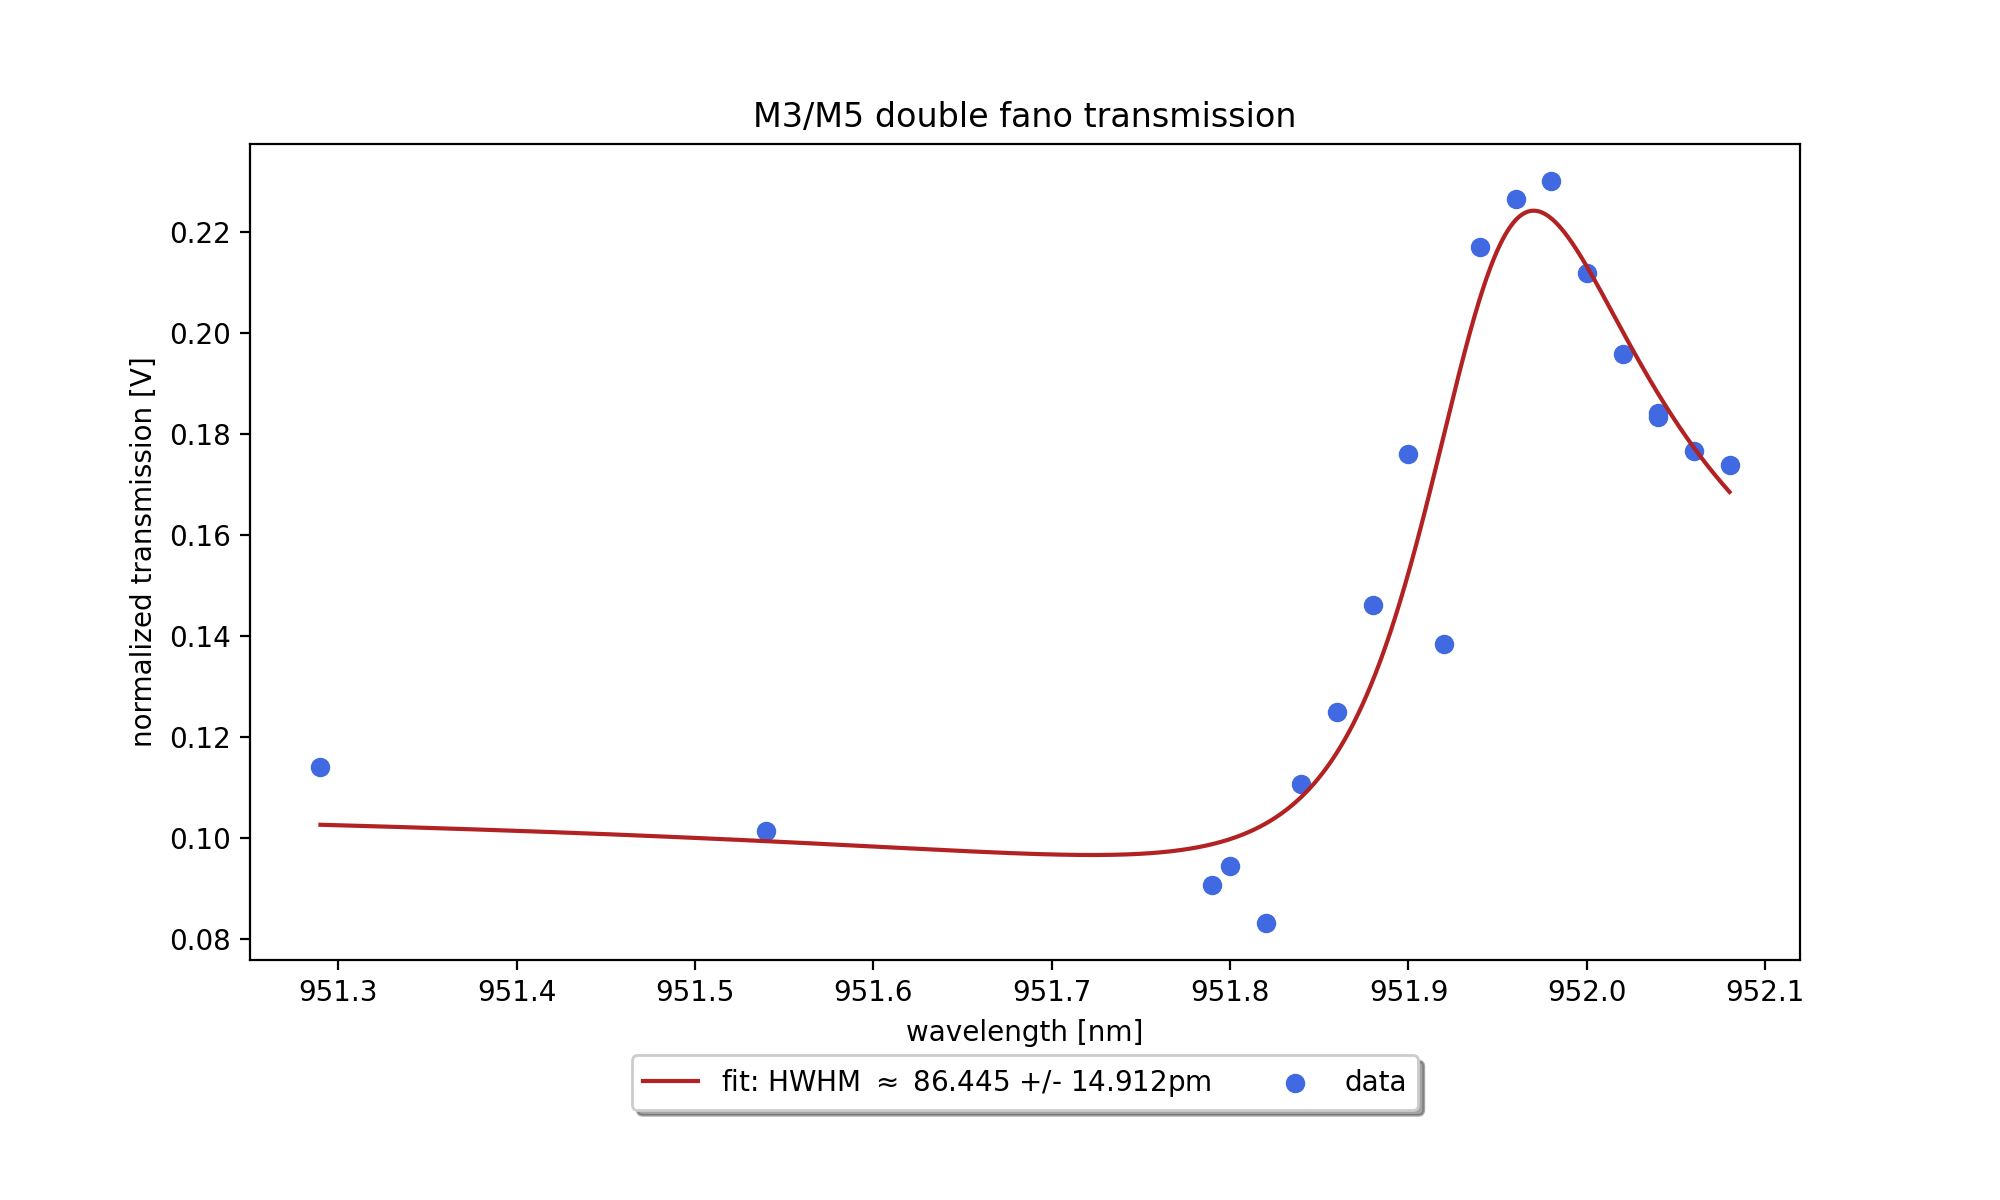 M3/M5 double fano transmission
normalized transmission [V]
0.22
0.20
0.18
0.16
0.14
0.12
0.10
0.08
951.3 951.4 951.5 951.6 951.7 951.8 951.9 952.0 952.1
wavelength [nm]
fit: HWHM ≈ 86.445 +/- 14.912pm data